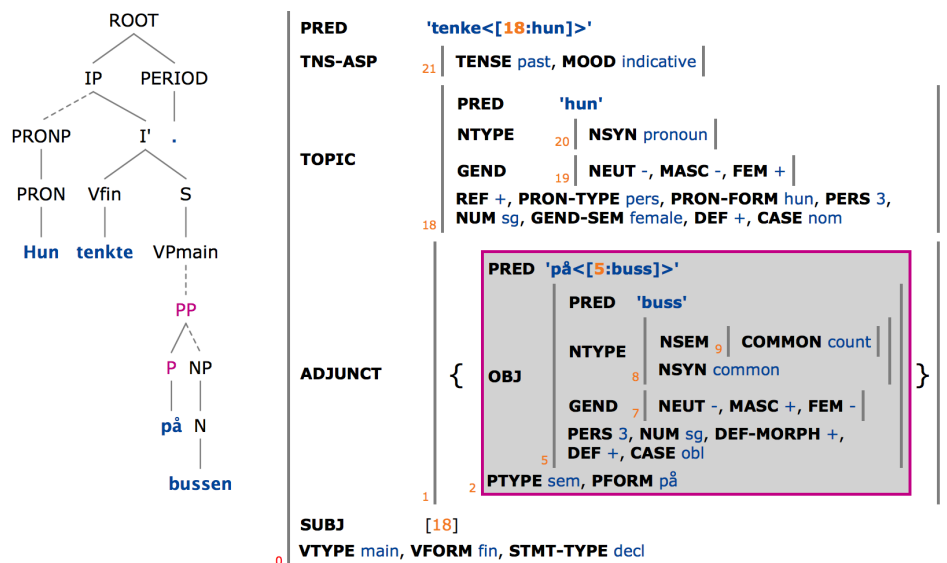 ROOT
IP PERIOD
PRONP I' .
PRON Vfin S
Hun tenkte VPmain
PP
P NP
på N
bussen
PRED 'tenke<[18:hun]>'
TNS-ASP 21 TENSE past, MOOD indicative
TOPIC
PRED 'hun'
NTYPE 20 NSYN pronoun
GEND 19 NEUT -, MASC -, FEM +
REF +, PRON-TYPE pers, PRON-FORM hun, PERS 3,
18 NUM sg, GEND-SEM female, DEF +, CASE nom
ADJUNCT { }
PRED 'på<[5:buss]>'
OBJ
PRED 'buss'
NTYPE
NSEM 9 COMMON count
8 NSYN common
GEND 7 NEUT -, MASC +, FEM -
PERS 3, NUM sg, DEF-MORPH +,
5 DEF +, CASE obl
1 2 PTYPE sem, PFORM på
SUBJ [18]
0 VTYPE main, VFORM fin, STMT-TYPE decl